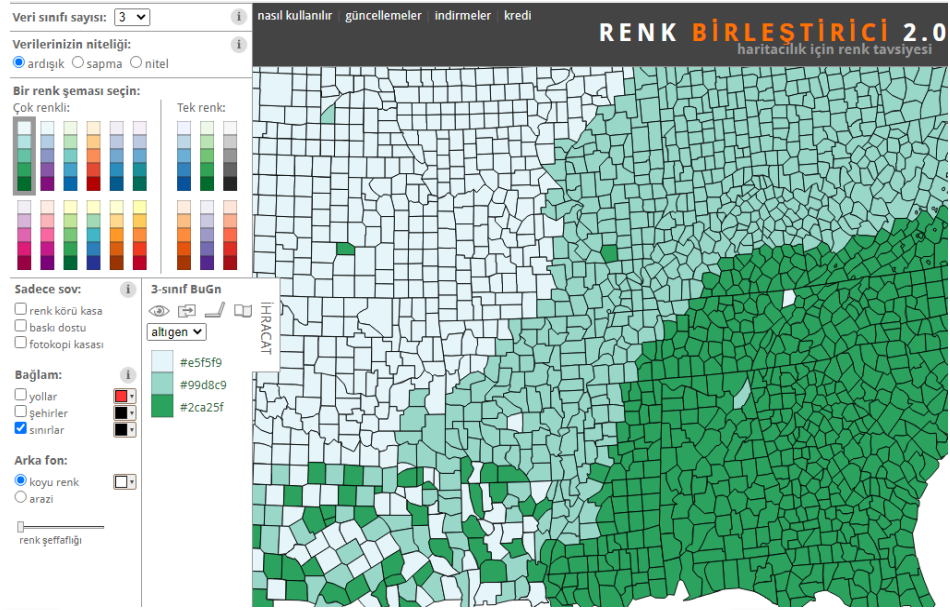 Veri sınıfı sayısı: 3 i
nasıl kullanılır | güncellemeler | indirmeler | kredi
RENK BİRLEŞTİRİCİ 2.0
haritacılık için renk tavsiyesi
Verilerinizin niteliği: i
ardışık sapma nitel
Bir renk şeması seçin:
Çok renkli: Tek renk:
Sadece sov: i
renk körü kasa
baskı dostu
fotokopi kasası
Bağlam: i
yollar
şehirler
sınırlar
Arka fon:
koyu renk
arazi
renk şeffaflığı
3-sınıf BuGn
altıgen
#e5f5f9
#99d8c9
#2ca25f
İHRACAT